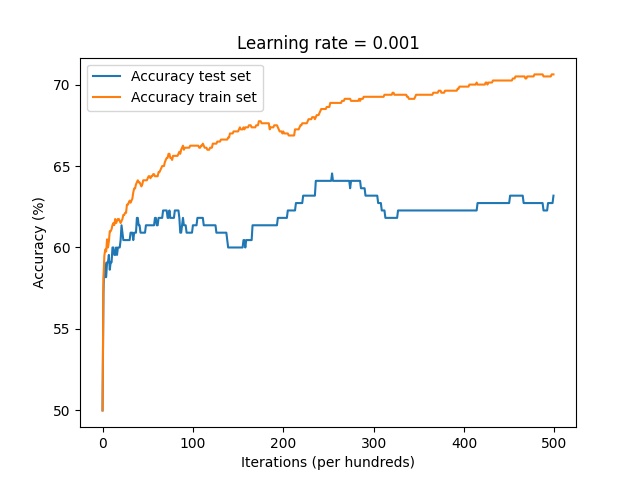 Learning rate = 0.001
Accuracy test set
Accuracy train set
70
65
60
55
50
Accuracy (%)
0 100 200 300 400 500
Iterations (per hundreds)